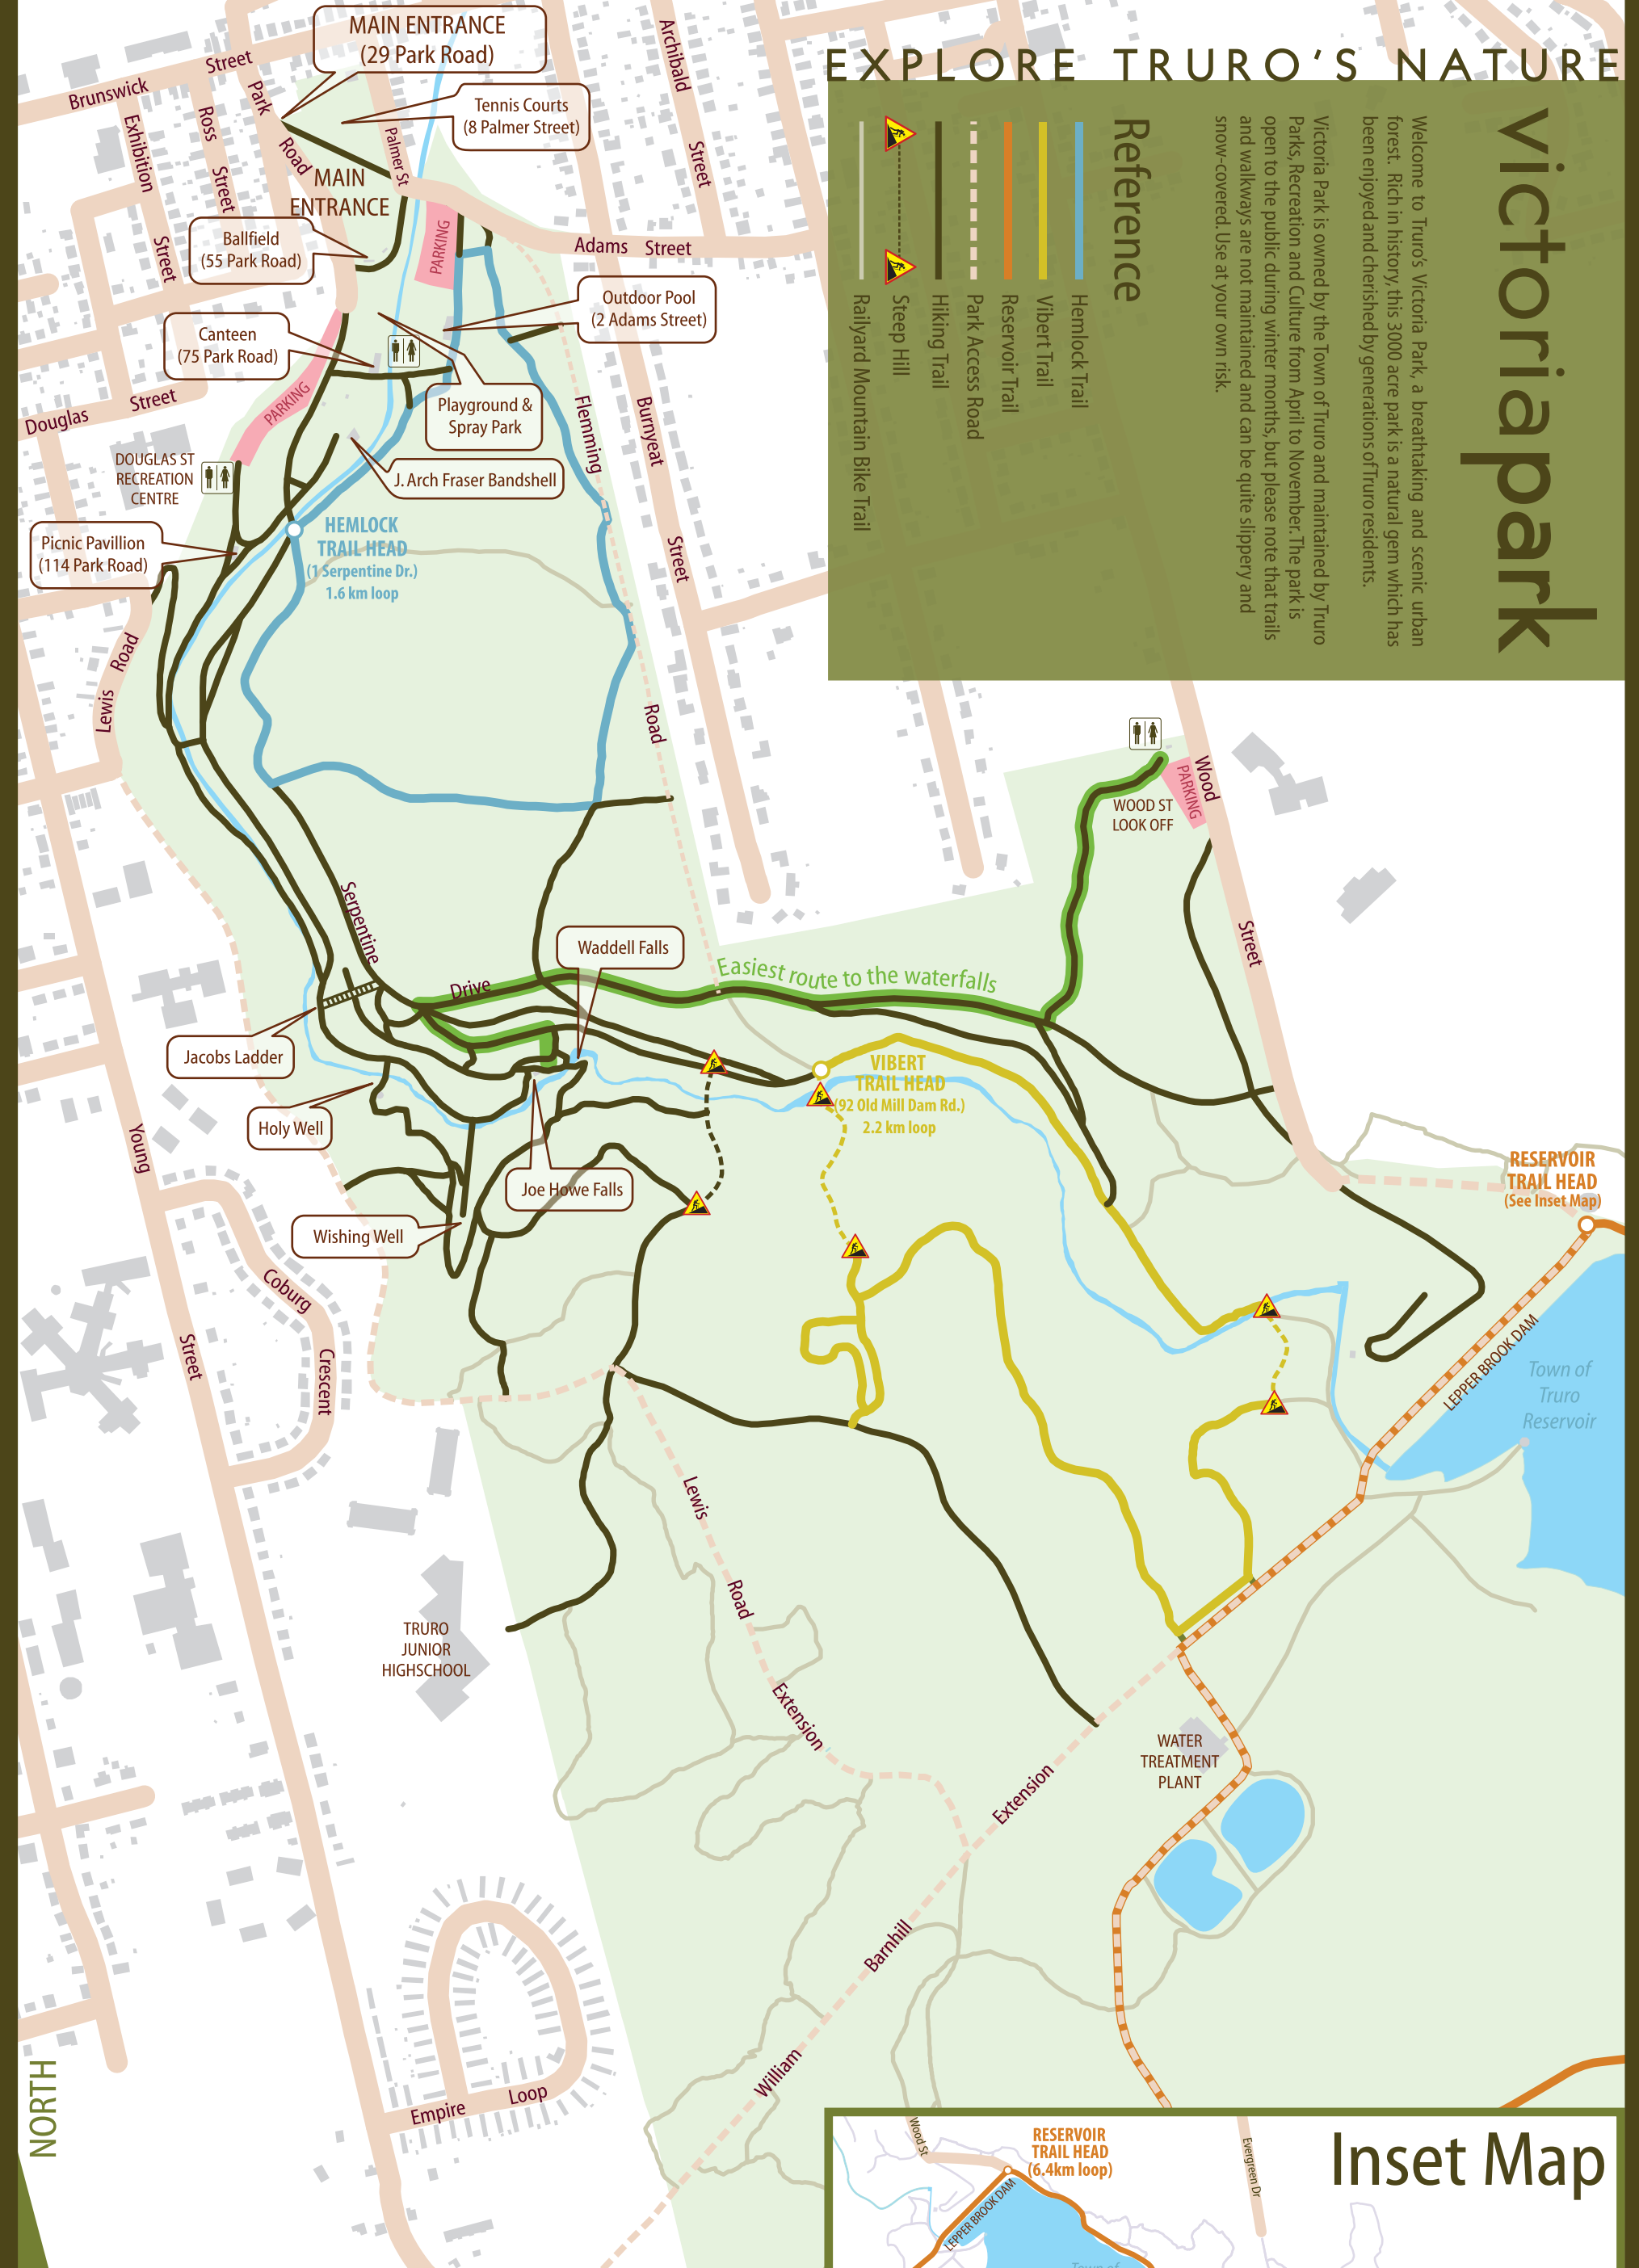 EXPLORE TRURO'S NATURE
victoriapark
Welcome to Truro's Victoria Park, a breathtaking and scenic urban
forest. Rich in history, this 3000 acre park is a natural gem which has
been enjoyed and cherished by generations of Truro residents.
Victoria Park is owned by the Town of Truro and maintained by Truro
Parks, Recreation and Culture from April to November. The park is
open to the public during winter months, but please note that trails
and walkways are not maintained and can be quite slippery and
snow-covered. Use at your own risk.
Reference
Hemlock Trail
Vibert Trail
Reservoir Trail
Park Access Road
Hiking Trail
Steep Hill
Railyard Mountain Bike Trail
MAIN ENTRANCE
(29 Park Road)
Tennis Courts
(8 Palmer Street)
MAIN
ENTRANCE
Ballfield
(55 Park Road)
Outdoor Pool
(2 Adams Street)
Canteen
(75 Park Road)
Playground &
Spray Park
J. Arch Fraser Bandshell
DOUGLAS ST
RECREATION
CENTRE
Picnic Pavillion
(114 Park Road)
HEMLOCK
TRAIL HEAD
(1 Serpentine Dr.)
1.6 km loop
PARKING
PARKING
PARKING
Brunswick
Street
Park
Road
Ross
Street
Exhibition
Street
Palmer St
Archibald
Street
Adams Street
Douglas
Street
Flemming
Road
Burnyeat
Street
Lewis
Road
WOOD ST
LOOK OFF
Wood
Street
Serpentine
Drive
Waddell Falls
Easiest route to the waterfalls
Jacobs Ladder
Holy Well
Joe Howe Falls
Wishing Well
VIBERT
TRAIL HEAD
(92 Old Mill Dam Rd.)
2.2 km loop
RESERVOIR
TRAIL HEAD
(See Inset Map)
LEPPER BROOK DAM
Town of
Truro
Reservoir
Young
Street
Coburg
Crescent
Lewis
Road
Extension
TRURO
JUNIOR
HIGHSCHOOL
WATER
TREATMENT
PLANT
William
Barnhill
Extension
Empire
Loop
NORTH
Inset Map
Wood St
RESERVOIR
TRAIL HEAD
(6.4km loop)
LEPPER BROOK DAM
Evergreen Dr
Town of